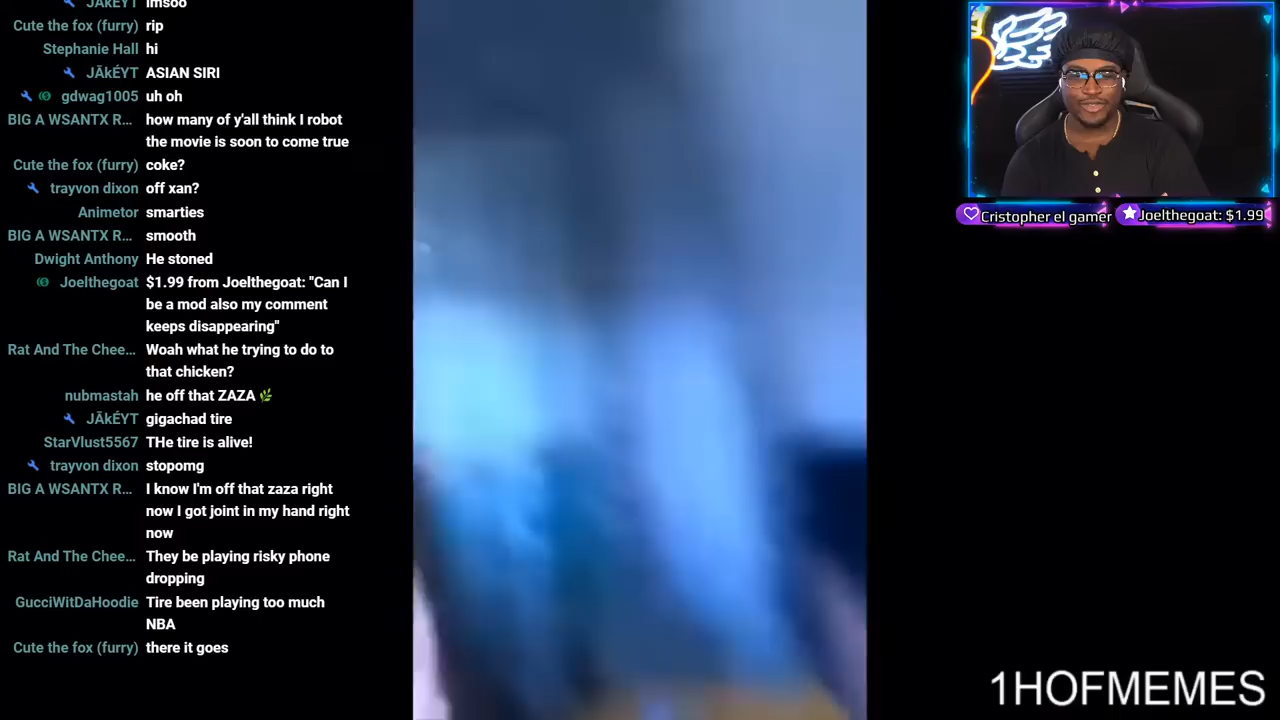 JÃkÉYT lmsoo
Cute the fox (furry) rip
Stephanie Hall hi
JÃkÉYT ASIAN SIRI
gdwag1005 uh oh
BIG A WSANTX R... how many of y'all think I robot
the movie is soon to come true
Cute the fox (furry) coke?
trayvon dixon off xan?
Animetor smarties
BIG A WSANTX R... smooth
Dwight Anthony He stoned
Joelthegoat $1.99 from Joelthegoat: "Can I
be a mod also my comment
keeps disappearing"
Rat And The Chee... Woah what he trying to do to
that chicken?
nubmastah he off that ZAZA 🌿
JÃkÉYT gigachad tire
StarVlust5567 THe tire is alive!
trayvon dixon stopomg
BIG A WSANTX R... I know I'm off that zaza right
now I got joint in my hand right
now
Rat And The Chee... They be playing risky phone
dropping
GucciWitDaHoodie Tire been playing too much
NBA
Cute the fox (furry) there it goes
Cristopher el gamer
Joelthegoat: $1.99
1HOFMEMES